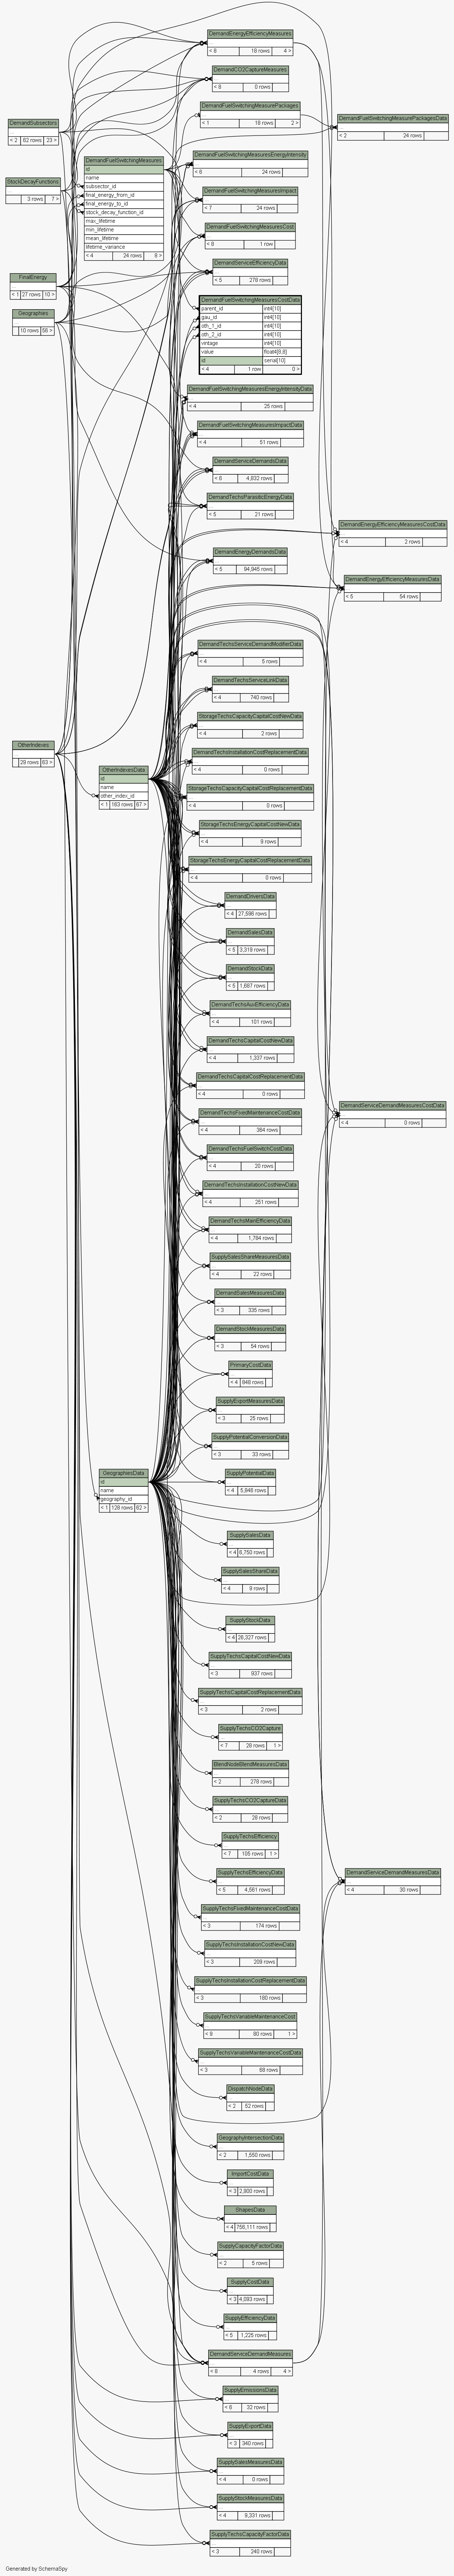 DemandEnergyEfficiencyMeasures
...
< 8 18 rows 4 >
DemandCO2CaptureMeasures
...
< 8 0 rows
DemandFuelSwitchingMeasurePackages
...
< 1 18 rows 2 >
DemandFuelSwitchingMeasurePackagesData
...
< 2 24 rows
DemandSubsectors
...
< 2 62 rows 23 >
DemandFuelSwitchingMeasures
id
name
subsector_id
final_energy_from_id
final_energy_to_id
stock_decay_function_id
max_lifetime
min_lifetime
mean_lifetime
lifetime_variance
< 4 24 rows 8 >
DemandFuelSwitchingMeasuresEnergyIntensity
...
< 8 24 rows
StockDecayFunctions
...
3 rows 7 >
DemandFuelSwitchingMeasuresImpact
...
< 7 24 rows
DemandFuelSwitchingMeasuresCost
...
< 8 1 row
DemandServiceEfficiencyData
...
< 5 278 rows
FinalEnergy
...
< 1 27 rows 10 >
Geographies
...
10 rows 56 >
DemandFuelSwitchingMeasuresCostData
parent_id int4[10]
gau_id int4[10]
oth_1_id int4[10]
oth_2_id int4[10]
vintage int4[10]
value float4[8,8]
id serial[10]
< 4 1 row 0 >
DemandFuelSwitchingMeasuresEnergyIntensityData
...
< 4 25 rows
DemandFuelSwitchingMeasuresImpactData
...
< 4 51 rows
DemandServiceDemandsData
...
< 6 4,832 rows
DemandTechsParasiticEnergyData
...
< 5 21 rows
DemandEnergyEfficiencyMeasuresCostData
...
< 4 2 rows
DemandEnergyDemandsData
...
< 5 94,945 rows
DemandEnergyEfficiencyMeasuresData
...
< 5 54 rows
DemandTechsServiceDemandModifierData
...
< 4 5 rows
DemandTechsServiceLinkData
...
< 4 740 rows
StorageTechsCapacityCapitalCostNewData
...
< 4 2 rows
OtherIndexes
...
29 rows 63 >
DemandTechsInstallationCostReplacementData
...
< 4 0 rows
OtherIndexesData
id
name
other_index_id
< 1 163 rows 87 >
StorageTechsCapacityCapitalCostReplacementData
...
< 4 0 rows
StorageTechsEnergyCapitalCostNewData
...
< 4 9 rows
StorageTechsEnergyCapitalCostReplacementData
...
< 4 0 rows
DemandDriversData
...
< 4 27,596 rows
DemandSalesData
...
< 5 3,319 rows
DemandStockData
...
< 5 1,687 rows
DemandTechsAuxEfficiencyData
...
< 4 101 rows
DemandTechsCapitalCostNewData
...
< 4 1,337 rows
DemandTechsCapitalCostReplacementData
...
< 4 0 rows
DemandTechsFixedMaintenanceCostData
...
< 4 364 rows
DemandServiceDemandMeasuresCostData
...
< 4 0 rows
DemandTechsFuelSwitchCostData
...
< 4 20 rows
DemandTechsInstallationCostNewData
...
< 4 251 rows
DemandTechsMainEfficiencyData
...
< 4 1,784 rows
SupplySalesShareMeasuresData
...
< 4 22 rows
DemandSalesMeasuresData
...
< 3 335 rows
DemandStockMeasuresData
...
< 3 54 rows
PrimaryCostData
...
< 4 848 rows
SupplyExportMeasuresData
...
< 3 25 rows
SupplyPotentialConversionData
...
< 3 33 rows
GeographiesData
id
name
geography_id
< 1 128 rows 82 >
SupplyPotentialData
...
< 4 5,846 rows
SupplySalesData
...
< 4 6,750 rows
SupplySalesShareData
...
< 4 9 rows
SupplyStockData
...
< 4 26,327 rows
SupplyTechsCapitalCostNewData
...
< 3 937 rows
SupplyTechsCapitalCostReplacementData
...
< 3 2 rows
SupplyTechsCO2Capture
...
< 7 28 rows 1 >
BlendNodeBlendMeasuresData
...
< 2 278 rows
SupplyTechsCO2CaptureData
...
< 2 28 rows
SupplyTechsEfficiency
...
< 7 105 rows 1 >
SupplyTechsEfficiencyData
...
< 5 4,561 rows
DemandServiceDemandMeasuresData
...
< 4 30 rows
SupplyTechsFixedMaintenanceCostData
...
< 3 174 rows
SupplyTechsInstallationCostNewData
...
< 3 209 rows
SupplyTechsInstallationCostReplacementData
...
< 3 180 rows
SupplyTechsVariableMaintenanceCost
...
< 9 80 rows 1 >
SupplyTechsVariableMaintenanceCostData
...
< 3 68 rows
DispatchNodeData
...
< 2 52 rows
GeographyIntersectionData
...
< 2 1,550 rows
ImportCostData
...
< 3 2,900 rows
ShapesData
...
< 4 756,111 rows
SupplyCapacityFactorData
...
< 2 5 rows
SupplyCostData
...
< 3 4,093 rows
SupplyEfficiencyData
...
< 5 1,225 rows
DemandServiceDemandMeasures
...
< 8 4 rows 4 >
SupplyEmissionsData
...
< 6 32 rows
SupplyExportData
...
< 3 340 rows
SupplySalesMeasuresData
...
< 4 0 rows
SupplyStockMeasuresData
...
< 4 9,331 rows
SupplyTechsCapacityFactorData
...
< 3 240 rows
Generated by SchemaSpy